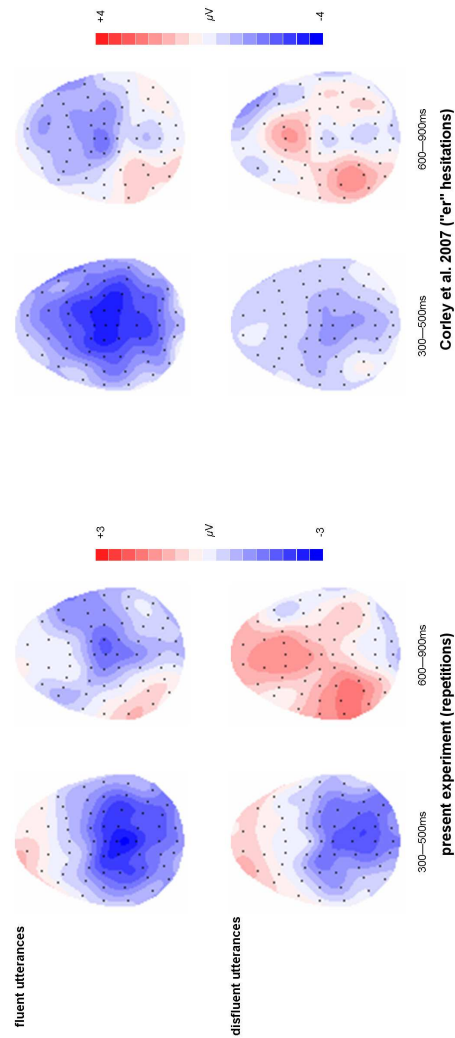 fluent utterances
disfluent utterances
300—500ms
600—900ms
present experiment (repetitions)
+3
μV
-3
300—500ms
600—900ms
Corley et al. 2007 ("er" hesitations)
+4
μV
-4